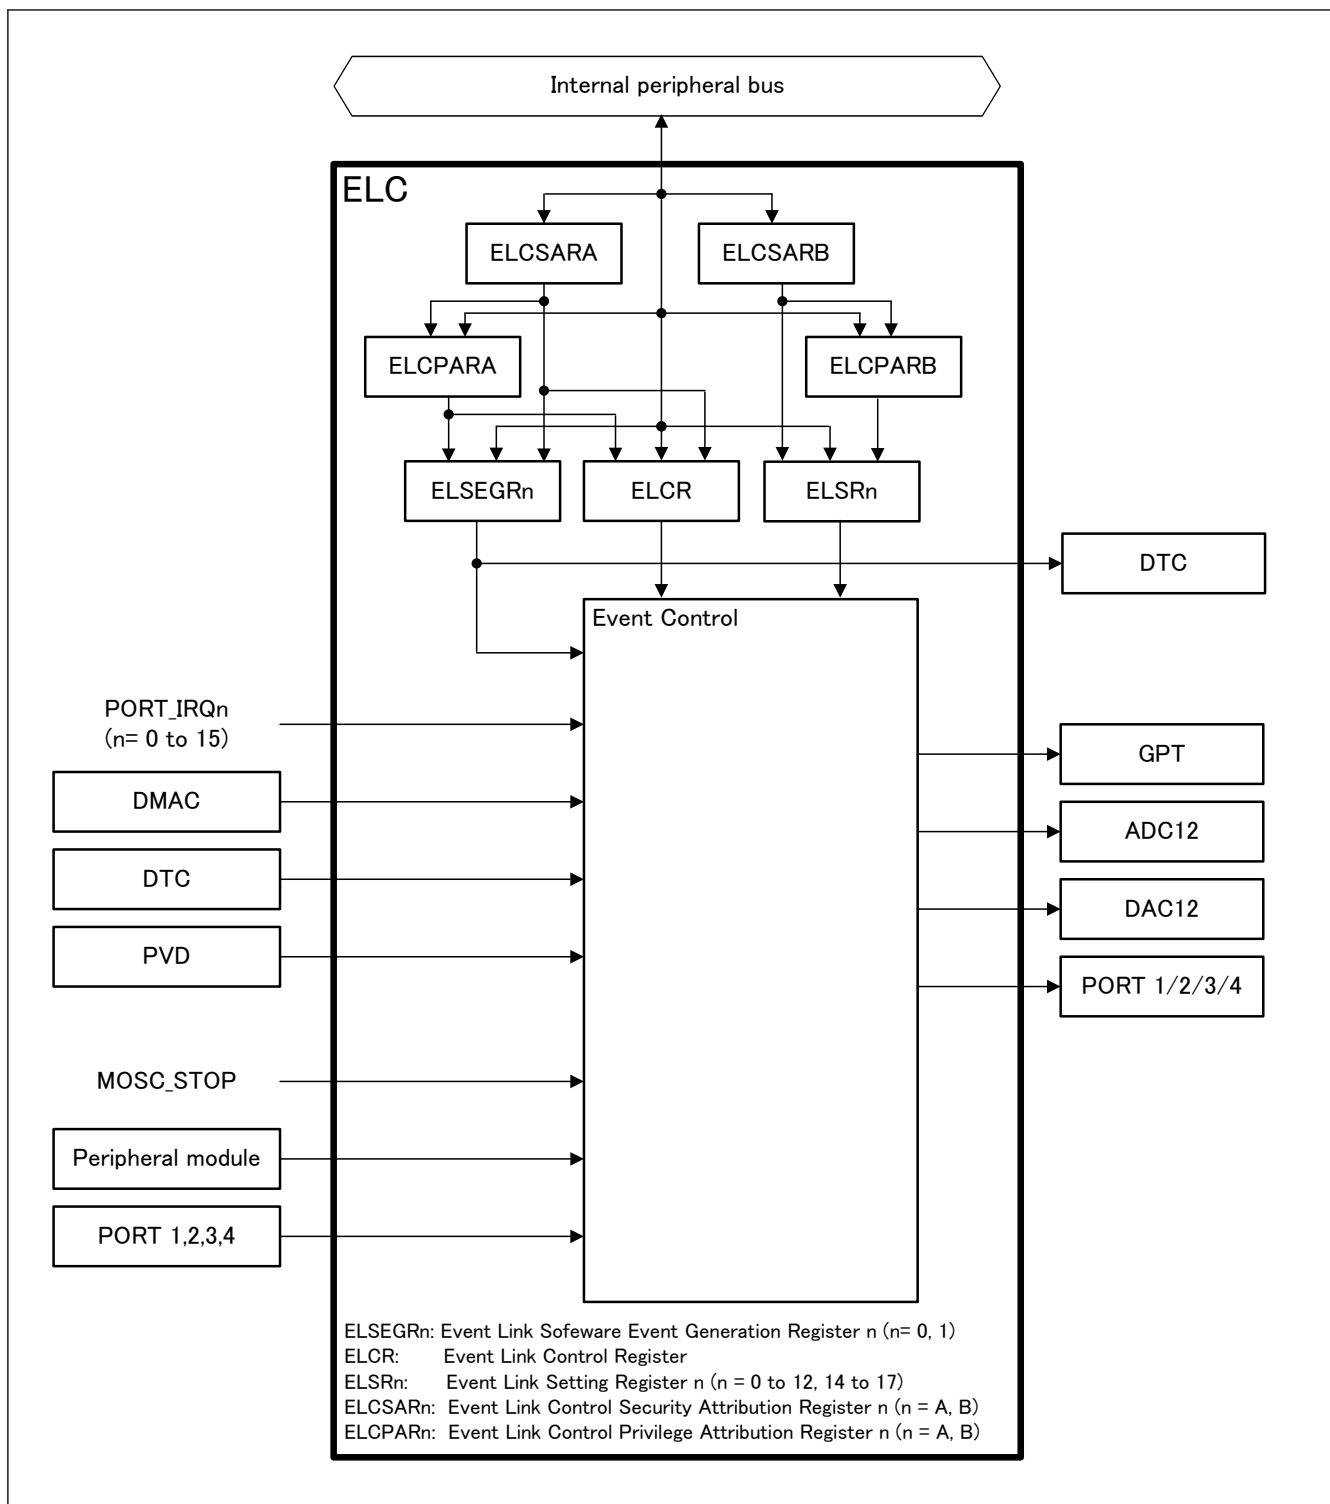 Internal peripheral bus
ELC
ELCSARA
ELCSARB
ELCPARA
ELCPARB
ELSEGRn
ELCR
ELSRn
DTC
Event Control
PORT_IRQn
(n= 0 to 15)
GPT
DMAC
ADC12
DTC
DAC12
PVD
PORT 1/2/3/4
MOSC_STOP
Peripheral module
PORT 1,2,3,4
ELSEGRn: Event Link Sofeware Event Generation Register n (n= 0, 1)
ELCR: Event Link Control Register
ELSRn: Event Link Setting Register n (n = 0 to 12, 14 to 17)
ELCSARn: Event Link Control Security Attribution Register n (n = A, B)
ELCPARn: Event Link Control Privilege Attribution Register n (n = A, B)